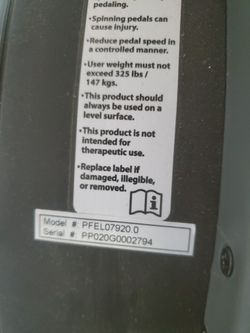 pedaling.
•Spinning pedals can
cause injury.
•Reduce pedal speed in
a controlled manner.
•User weight must not
exceed 325 lbs /
147 kgs.
•This product should
always be used on a
level surface.
•This product is not
intended for
therapeutic use.
•Replace label if
damaged, illegible,
or removed.
Model #: PFEL07920.0
Serial #: PP020G0002794